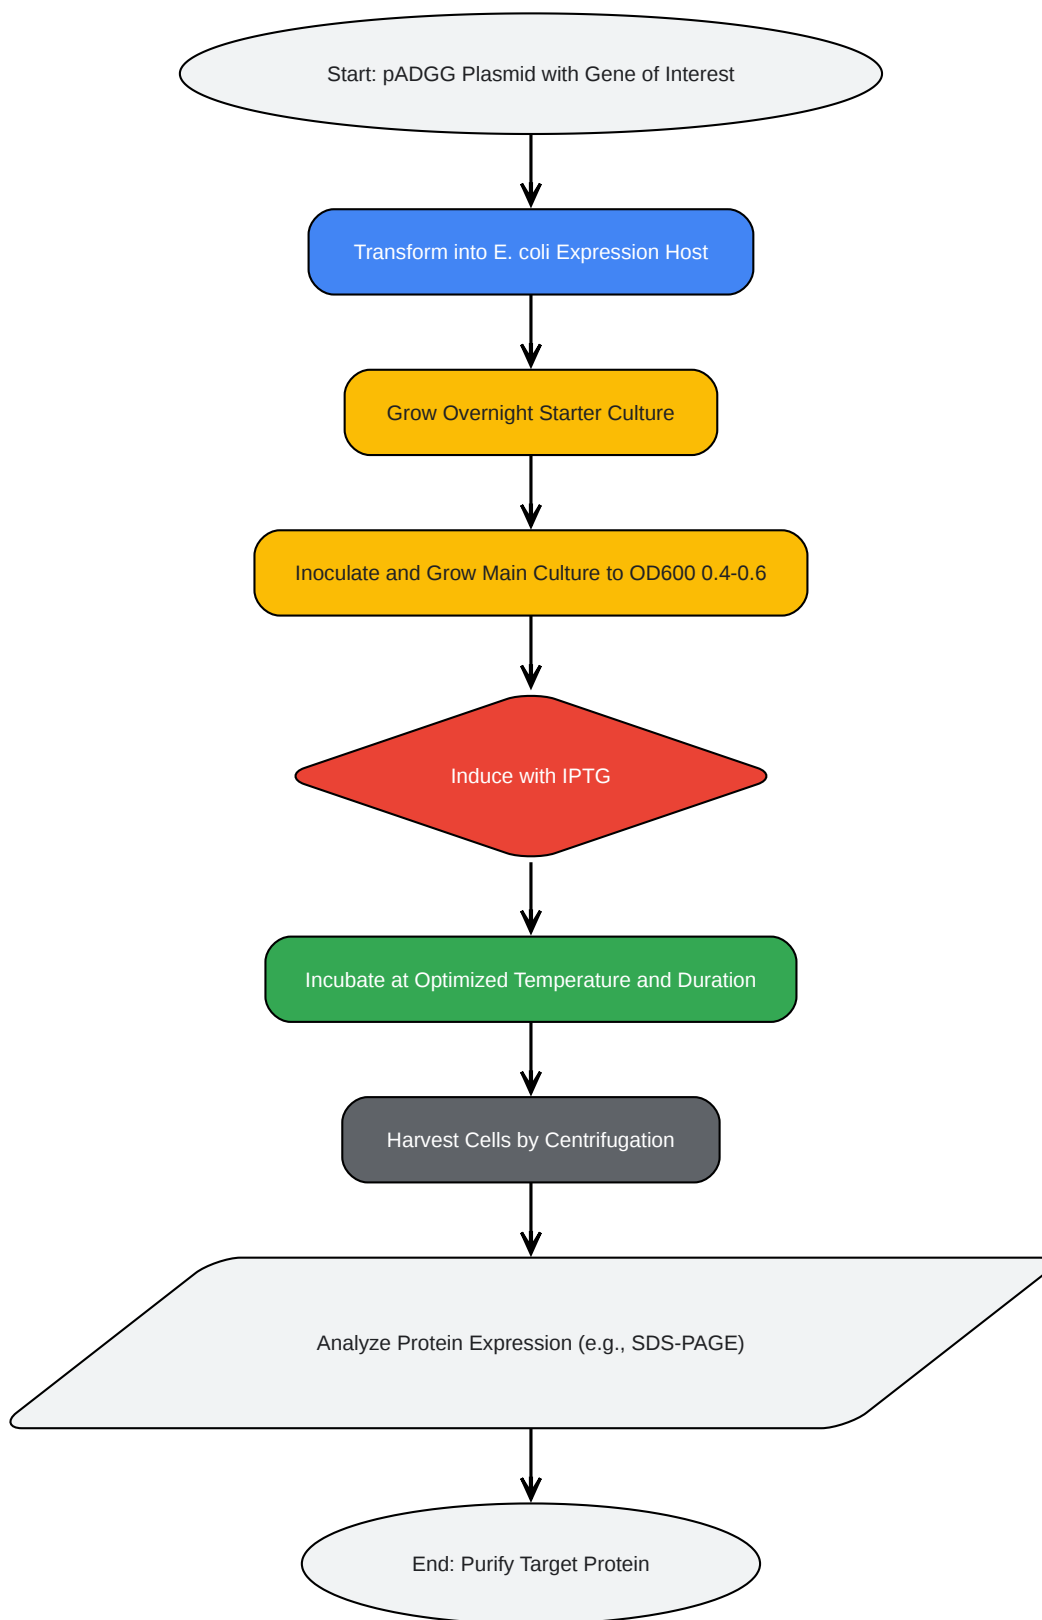 Start: pADGG Plasmid with Gene of Interest
Transform into E. coli Expression Host
Grow Overnight Starter Culture
Inoculate and Grow Main Culture to OD600 0.4-0.6
Induce with IPTG
Incubate at Optimized Temperature and Duration
Harvest Cells by Centrifugation
Analyze Protein Expression (e.g., SDS-PAGE)
End: Purify Target Protein